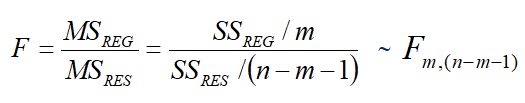 F = MS_REG / MS_RES = (SS_REG / m) / (SS_RES /(n − m − 1)) ~ F_m,(n−m−1)